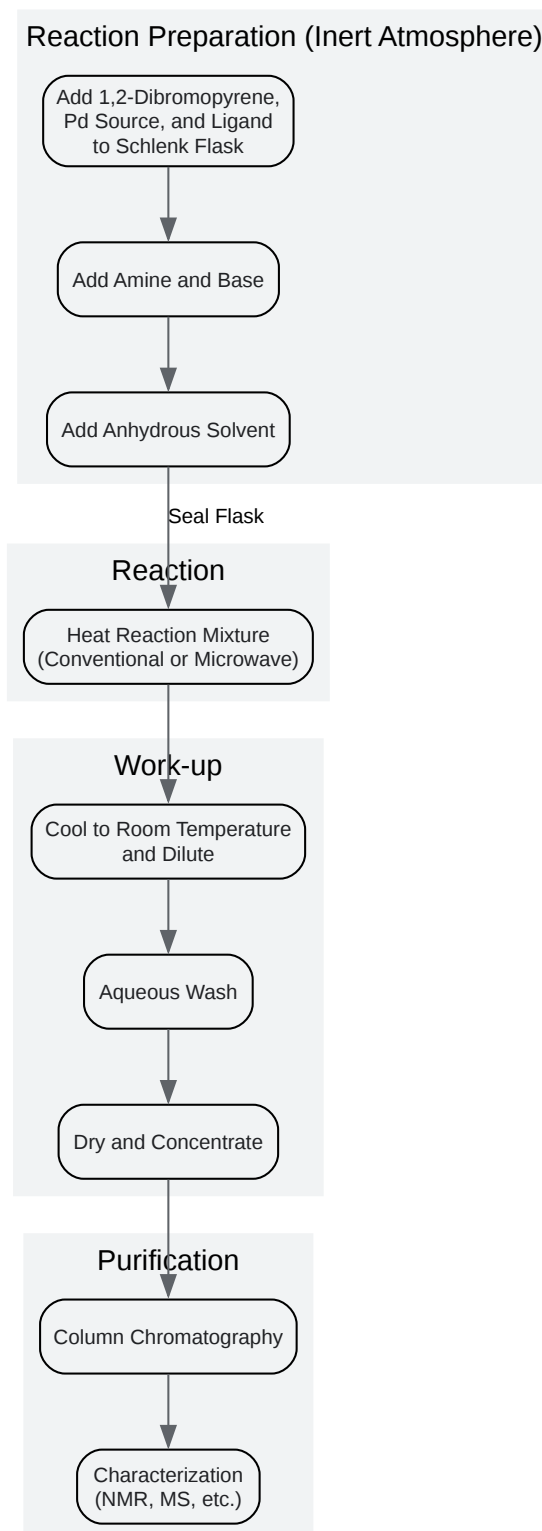 Reaction Preparation (Inert Atmosphere)
Add 1,2-Dibromopyrene,
Pd Source, and Ligand
to Schlenk Flask
Add Amine and Base
Add Anhydrous Solvent
Seal Flask
Reaction
Heat Reaction Mixture
(Conventional or Microwave)
Work-up
Cool to Room Temperature
and Dilute
Aqueous Wash
Dry and Concentrate
Purification
Column Chromatography
Characterization
(NMR, MS, etc.)